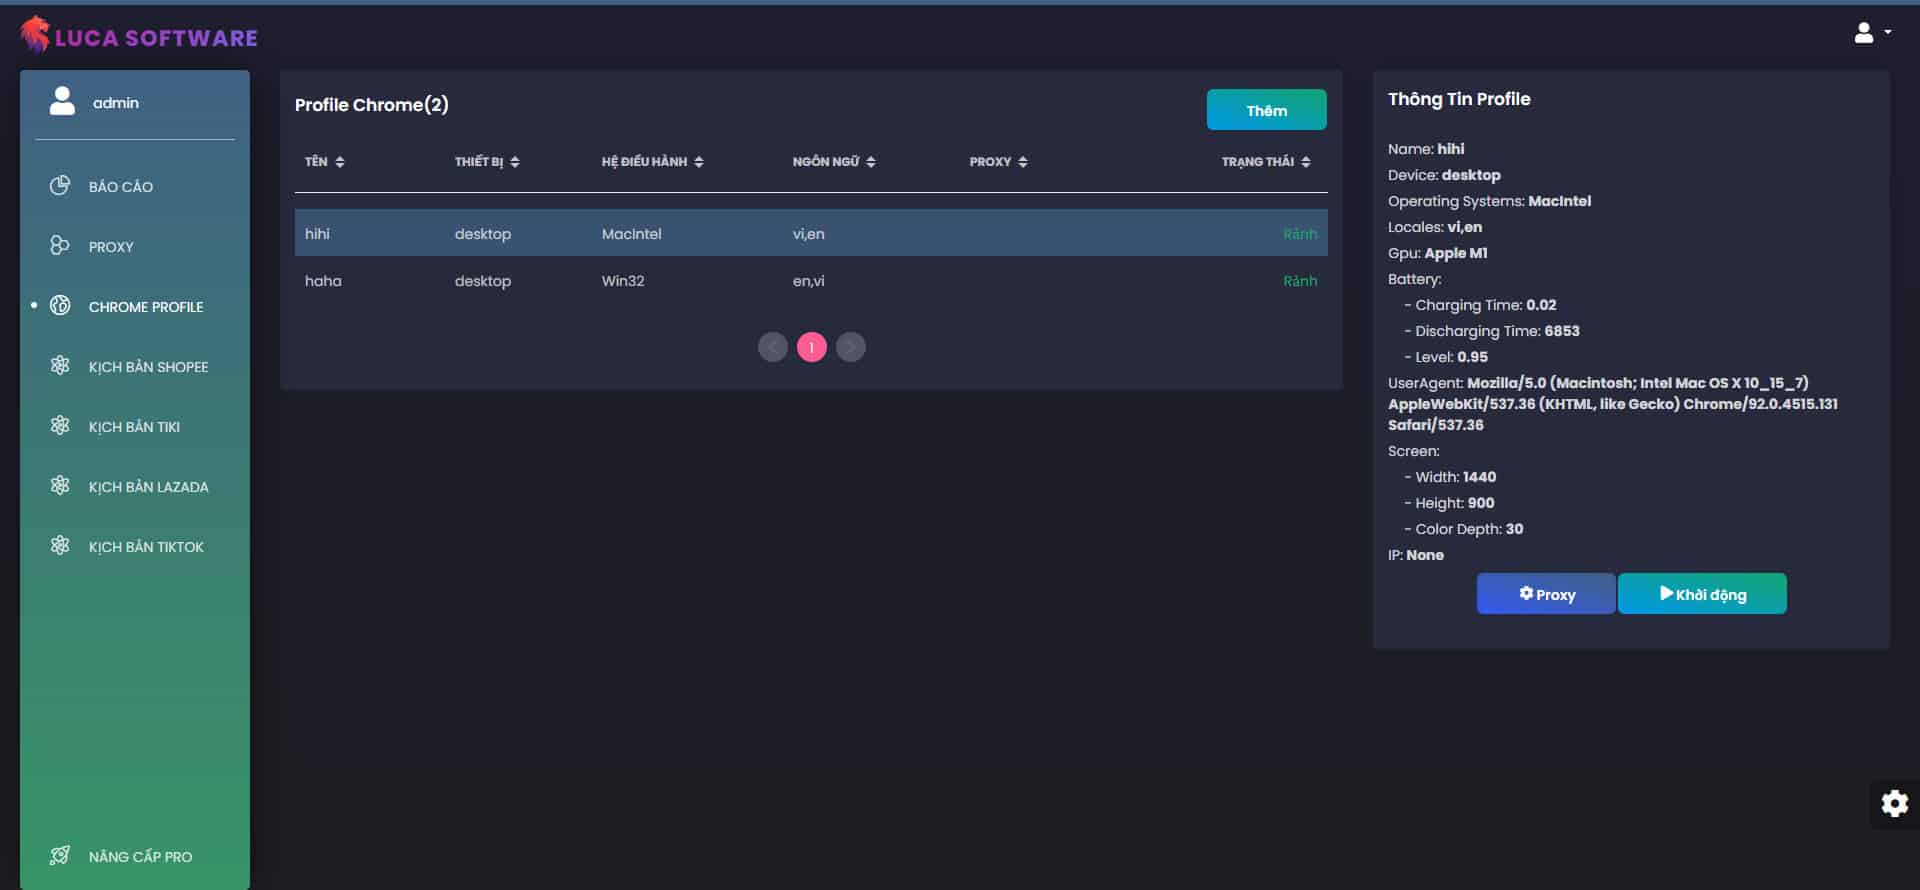 LUCA SOFTWARE
admin
BÁO CÁO
PROXY
CHROME PROFILE
KỊCH BẢN SHOPEE
KỊCH BẢN TIKI
KỊCH BẢN LAZADA
KỊCH BẢN TIKTOK
NÂNG CẤP PRO
Profile Chrome(2)
Thêm
TÊN THIẾT BỊ HỆ ĐIỀU HÀNH NGÔN NGỮ PROXY TRẠNG THÁI
hihi desktop MacIntel vi,en Rảnh
haha desktop Win32 en,vi Rảnh
1
Thông Tin Profile
Name: hihi
Device: desktop
Operating Systems: MacIntel
Locales: vi,en
Gpu: Apple M1
Battery:
- Charging Time: 0.02
- Discharging Time: 6853
- Level: 0.95
UserAgent: Mozilla/5.0 (Macintosh; Intel Mac OS X 10_15_7)
AppleWebKit/537.36 (KHTML, like Gecko) Chrome/92.0.4515.131
Safari/537.36
Screen:
- Width: 1440
- Height: 900
- Color Depth: 30
IP: None
Proxy Khởi động